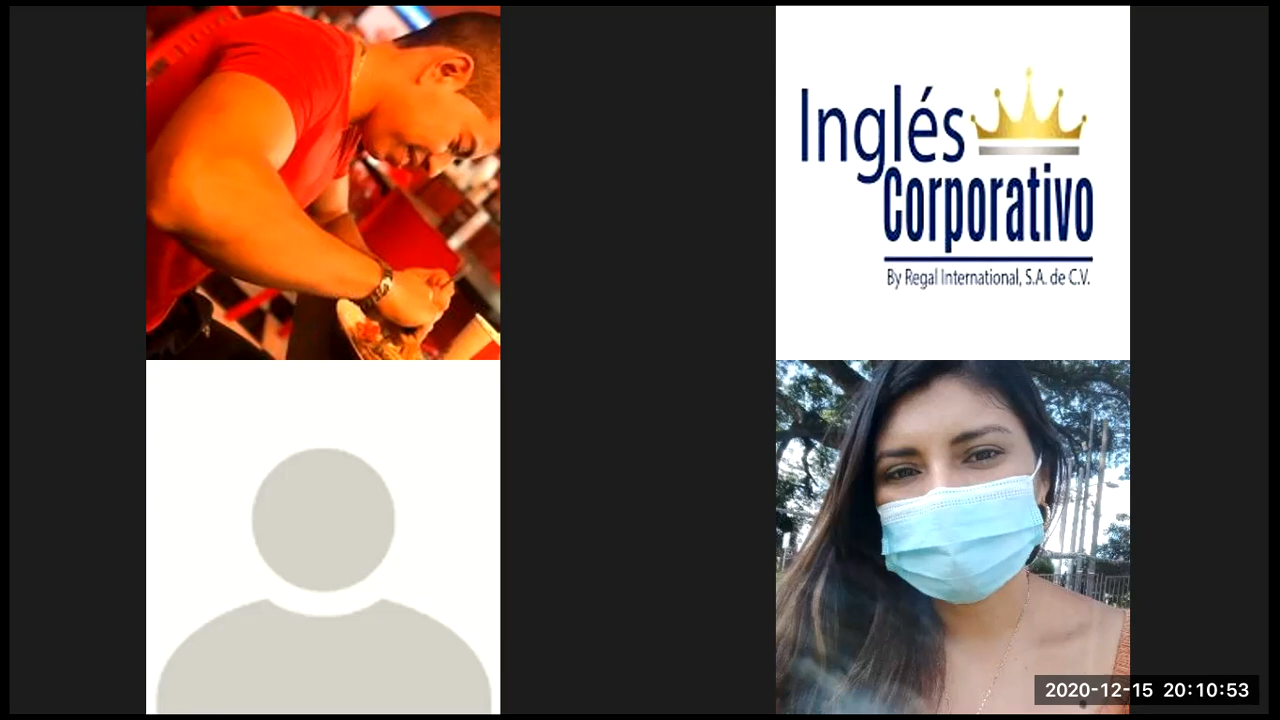 Inglés
Corporativo
By Regal International, S.A. de C.V.
2020-12-15 20:10:53